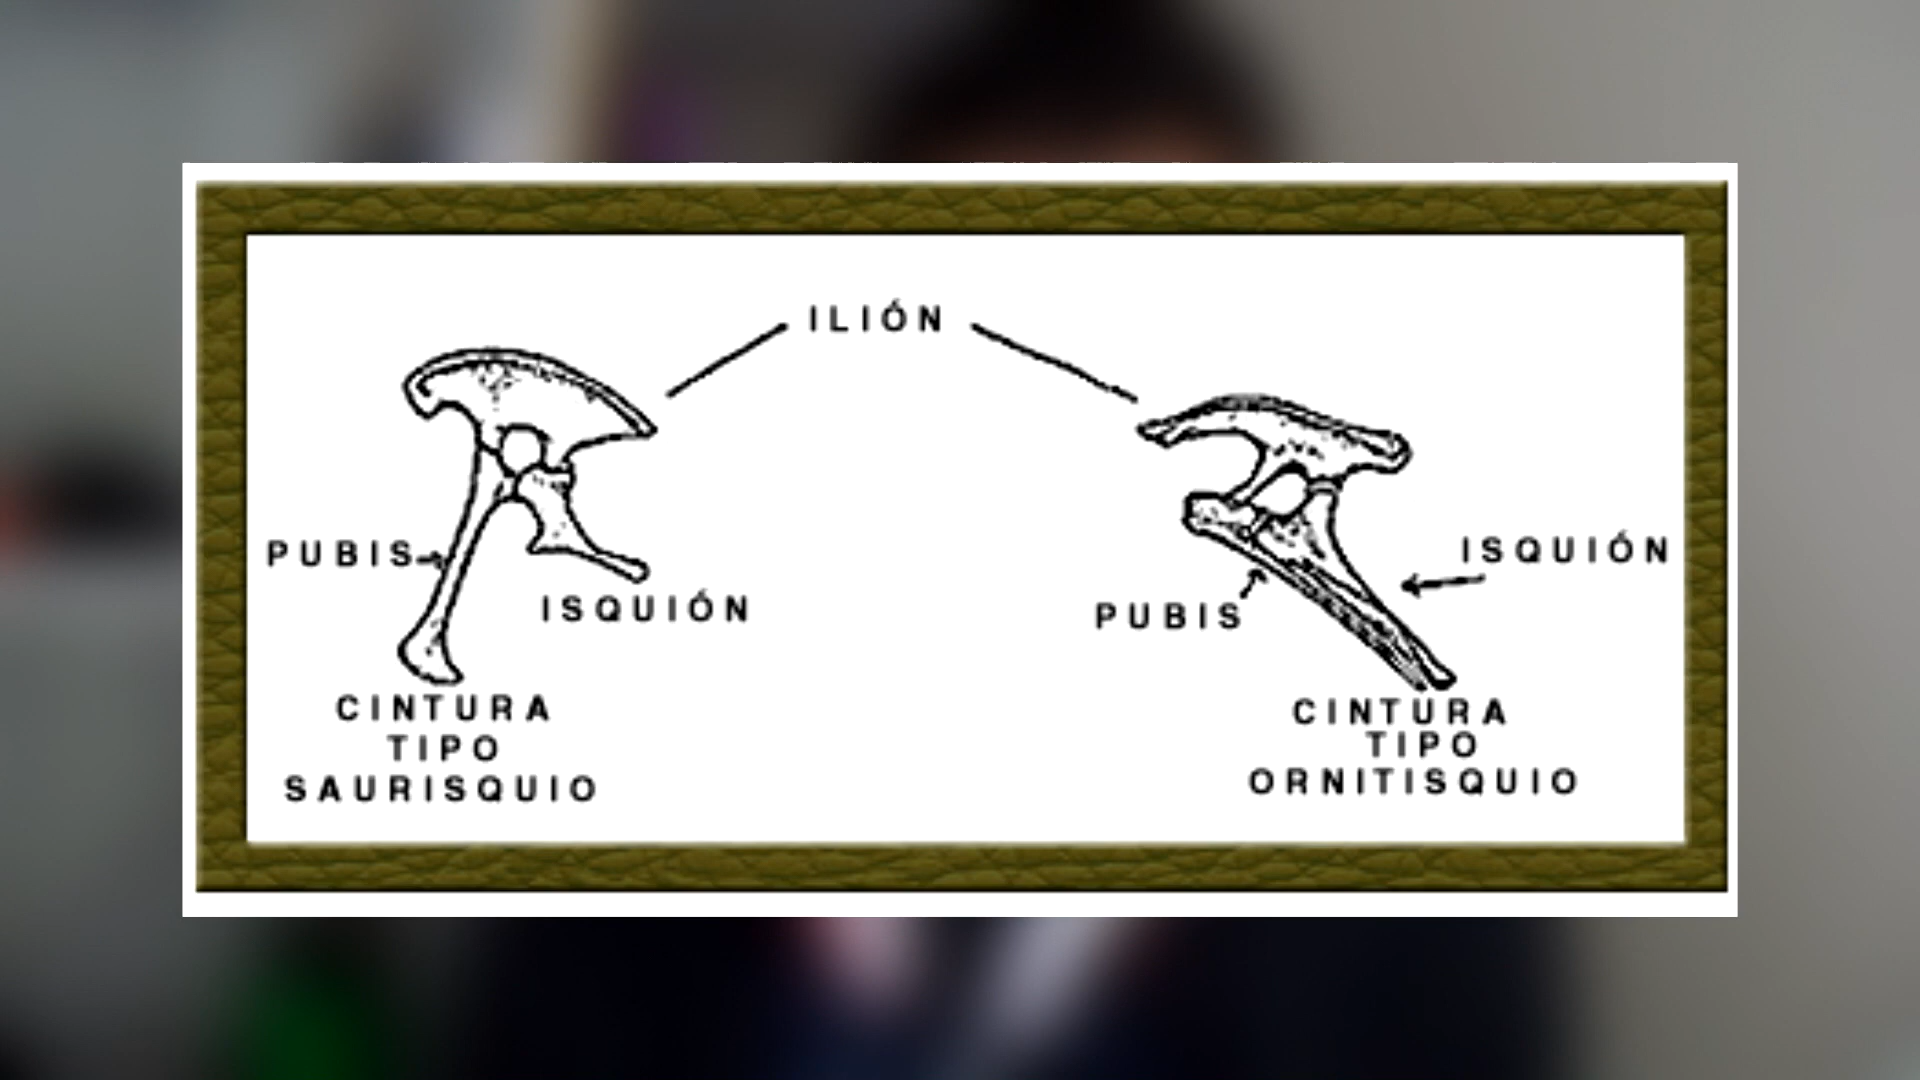 ILIÓN
PUBIS
ISQUIÓN
CINTURA
TIPO
SAURISQUIO
ISQUIÓN
PUBIS
CINTURA
TIPO
ORNITISQUIO